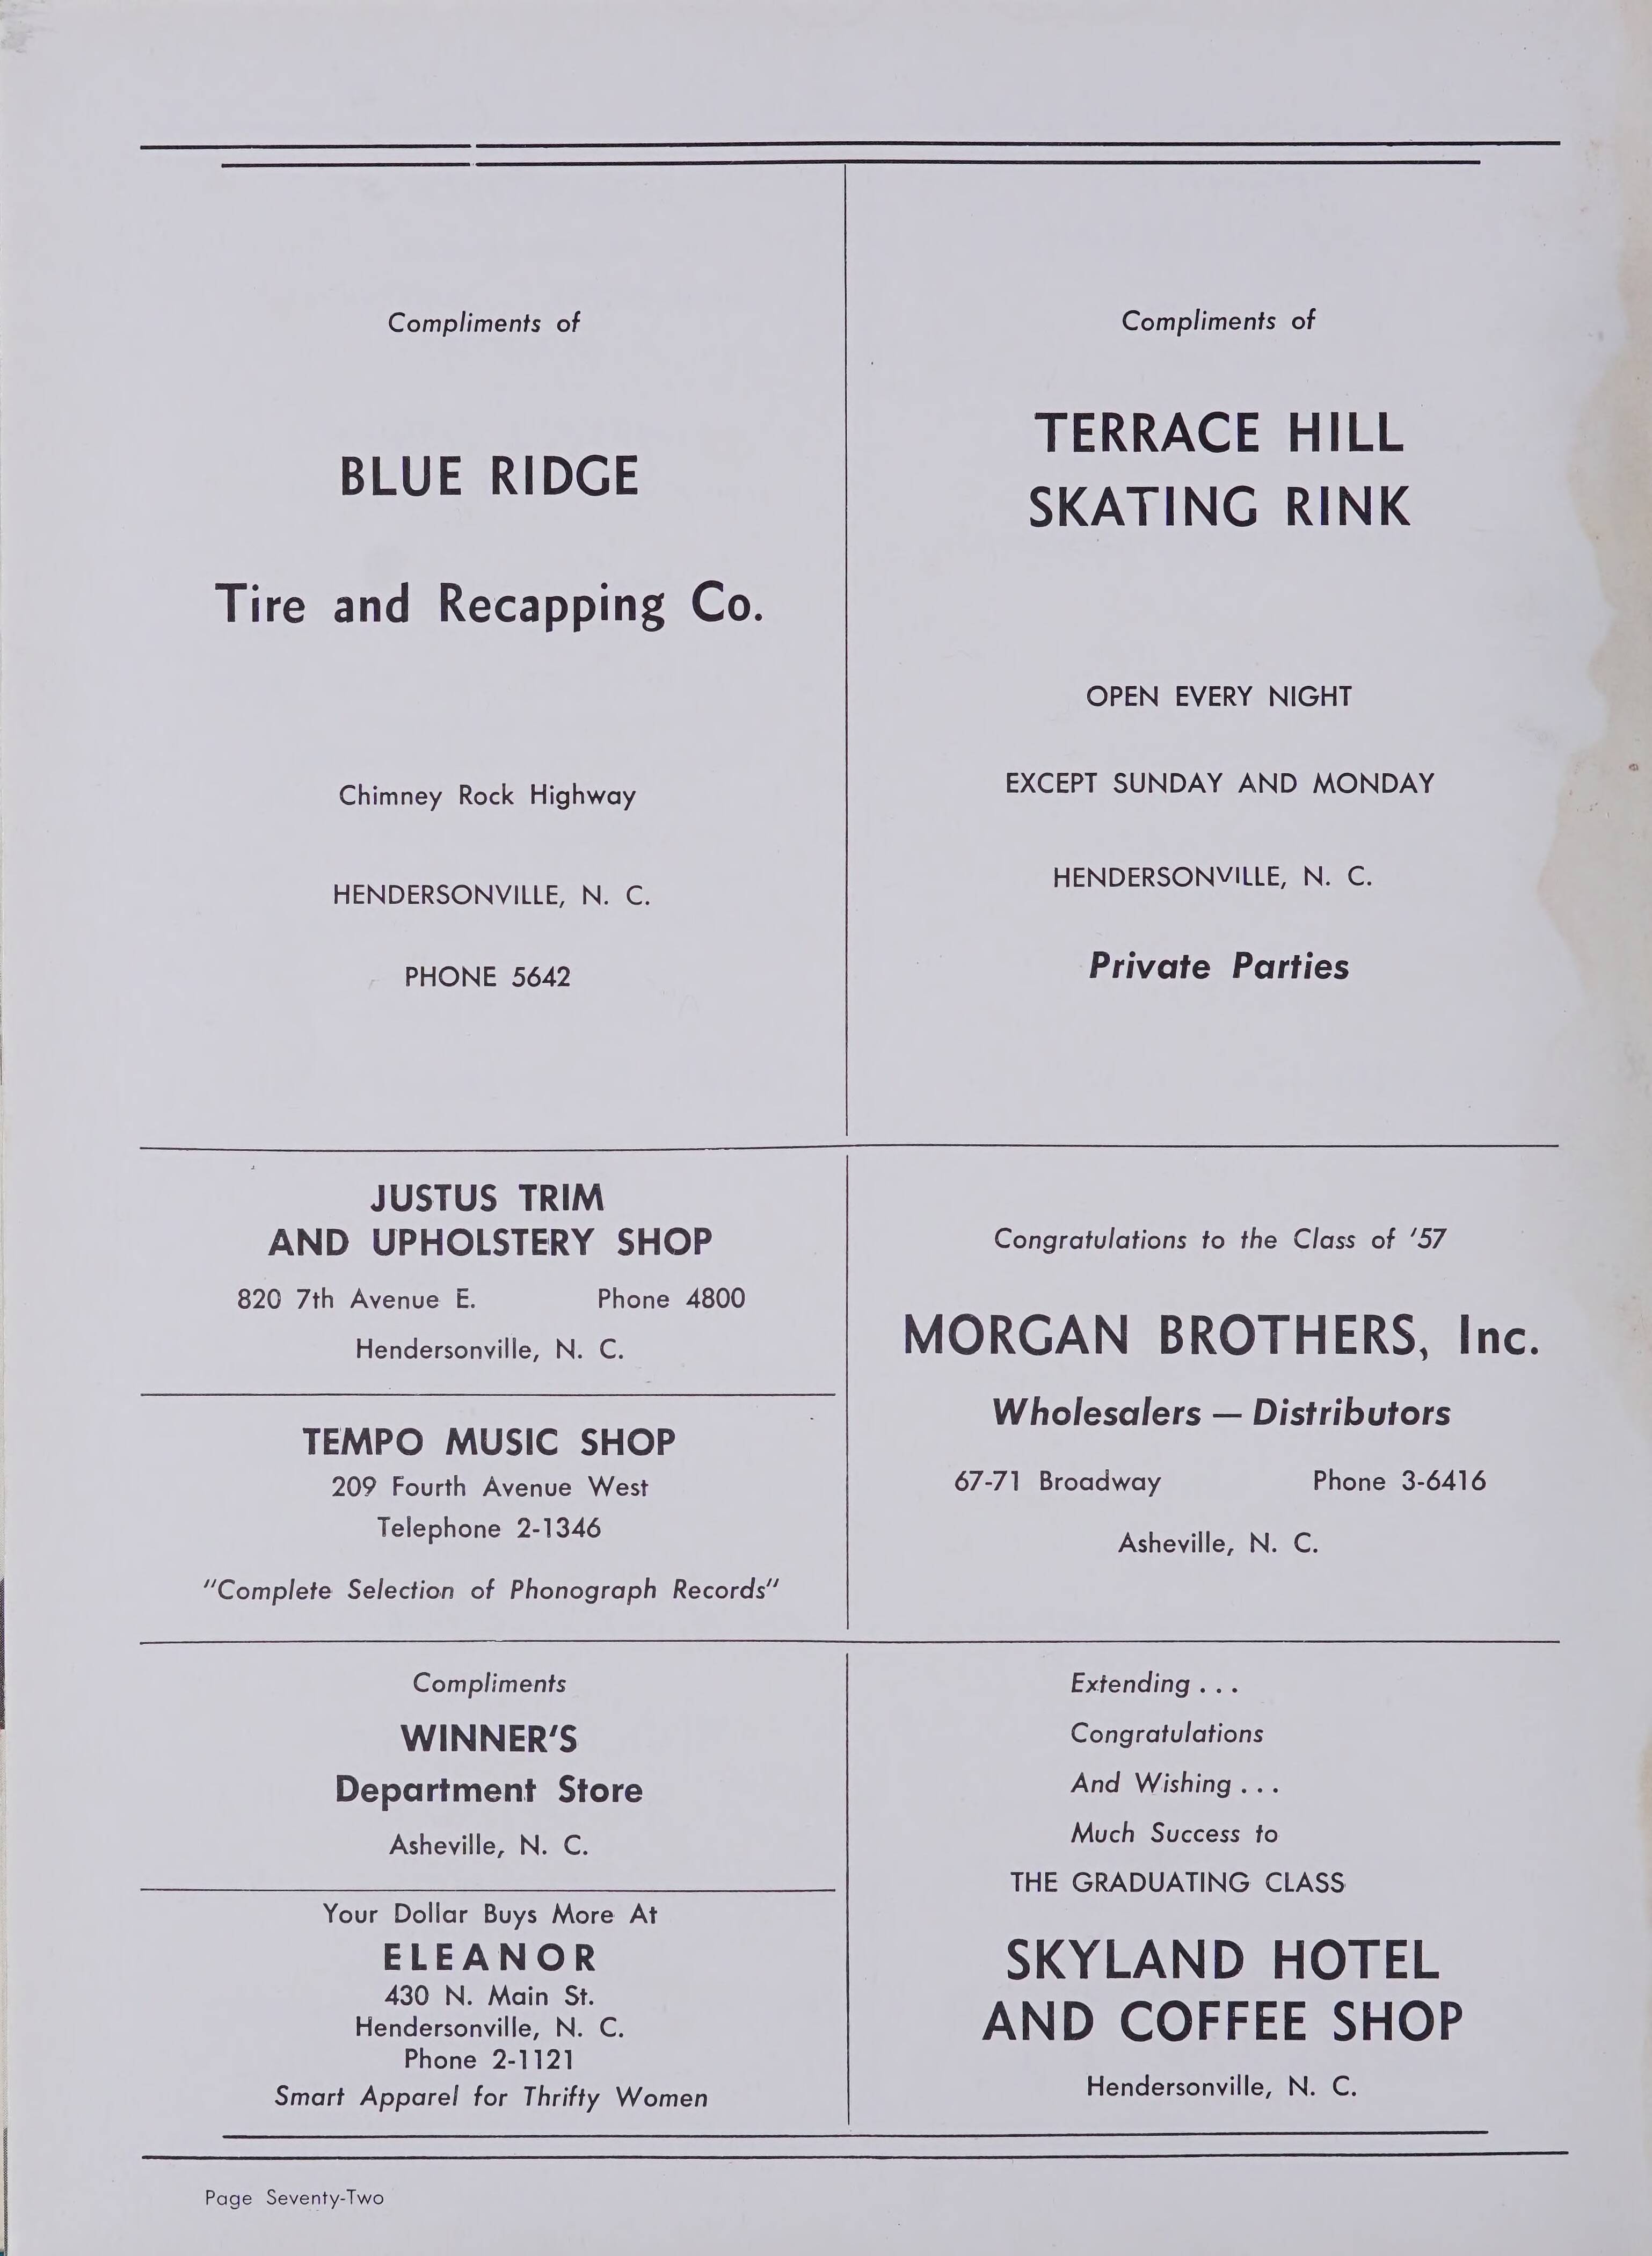 Compliments of
BLUE RIDGE
Tire and Recapping Co.
Chimney Rock Highway
HENDERSONVILLE, N. C.
PHONE 5642
Compliments of
TERRACE HILL
SKATING RINK
OPEN EVERY NIGHT
EXCEPT SUNDAY AND MONDAY
HENDERSONVILLE, N. C.
Private Parties
JUSTUS TRIM
AND UPHOLSTERY SHOP
820 7th Avenue E. Phone 4800
Hendersonville, N. C.
TEMPO MUSIC SHOP
209 Fourth Avenue West
Telephone 2-1346
"Complete Selection of Phonograph Records"
Congratulations to the Class of '57
MORGAN BROTHERS, Inc.
Wholesalers — Distributors
67-71 Broadway Phone 3-6416
Asheville, N. C.
Compliments
WINNER'S
Department Store
Asheville, N. C.
Your Dollar Buys More At
ELEANOR
430 N. Main St.
Hendersonville, N. C.
Phone 2-1121
Smart Apparel for Thrifty Women
Extending . . .
Congratulations
And Wishing . . .
Much Success to
THE GRADUATING CLASS
SKYLAND HOTEL
AND COFFEE SHOP
Hendersonville, N. C.
Page Seventy-Two